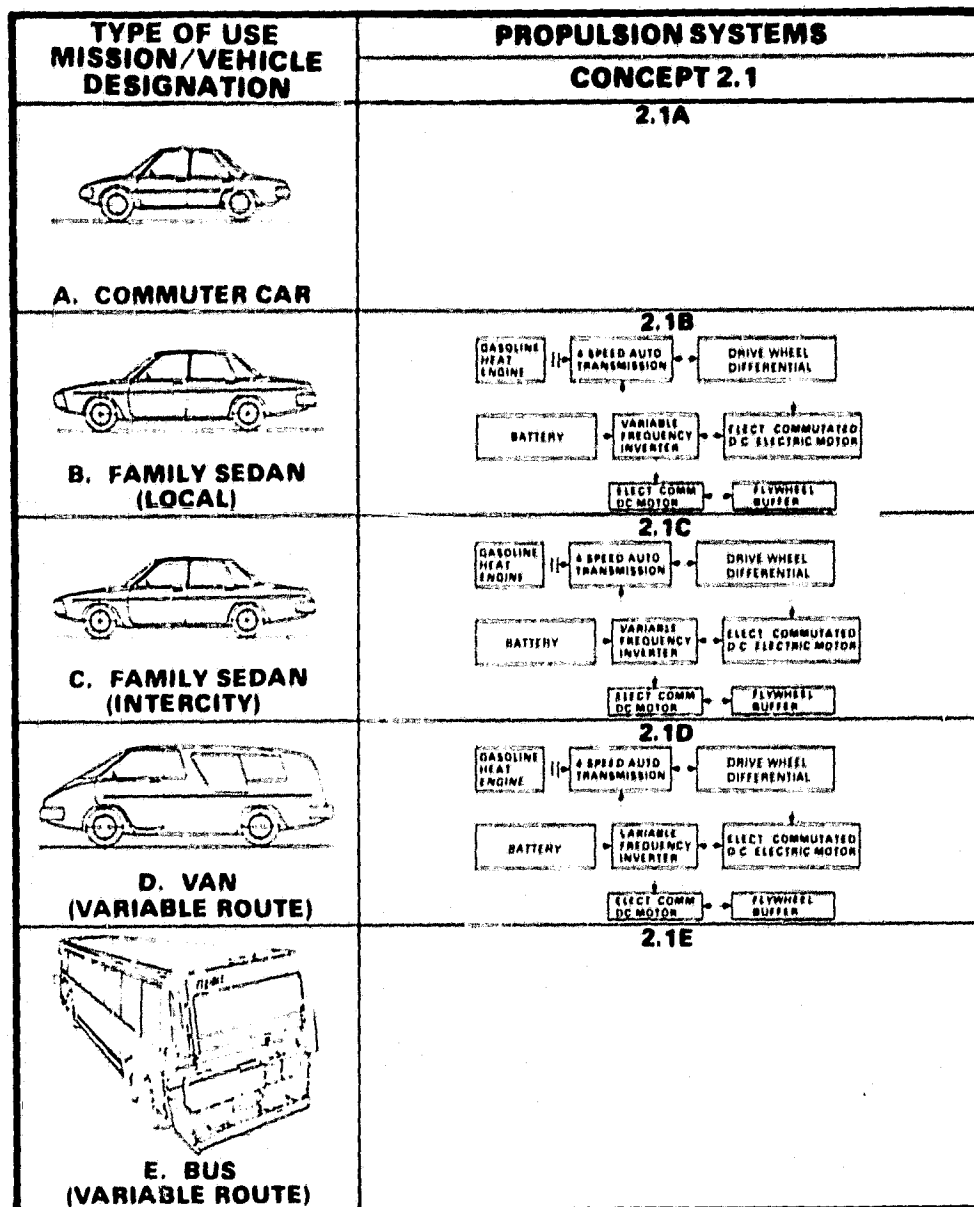 TYPE OF USE
MISSION/VEHICLE
DESIGNATION
PROPULSION SYSTEMS
CONCEPT 2.1
A. COMMUTER CAR
2.1A
B. FAMILY SEDAN
(LOCAL)
2.1B
GASOLINE
HEAT
ENGINE
4 SPEED AUTO
TRANSMISSION
DRIVE WHEEL
DIFFERENTIAL
BATTERY
VARIABLE
FREQUENCY
INVERTER
ELECT COMMUTATED
D C ELECTRIC MOTOR
ELECT COMM
DC MOTOR
FLYWHEEL
BUFFER
C. FAMILY SEDAN
(INTERCITY)
2.1C
GASOLINE
HEAT
ENGINE
4 SPEED AUTO
TRANSMISSION
DRIVE WHEEL
DIFFERENTIAL
BATTERY
VARIABLE
FREQUENCY
INVERTER
ELECT COMMUTATED
D C ELECTRIC MOTOR
ELECT COMM
DC MOTOR
FLYWHEEL
BUFFER
D. VAN
(VARIABLE ROUTE)
2.1D
GASOLINE
HEAT
ENGINE
4 SPEED AUTO
TRANSMISSION
DRIVE WHEEL
DIFFERENTIAL
BATTERY
VARIABLE
FREQUENCY
INVERTER
ELECT COMMUTATED
D C ELECTRIC MOTOR
ELECT COMM
DC MOTOR
FLYWHEEL
BUFFER
E. BUS
(VARIABLE ROUTE)
2.1E